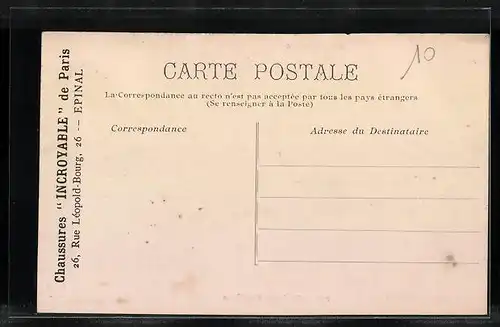 Chaussures "INCROYABLE" de Paris
26, Rue Léopold-Bourg, 26 -- EPINAL
10
CARTE POSTALE
La Correspondance au recto n'est pas acceptée par tous les pays étrangers
(Se renseigner à la Poste)
Correspondance
Adresse du Destinataire